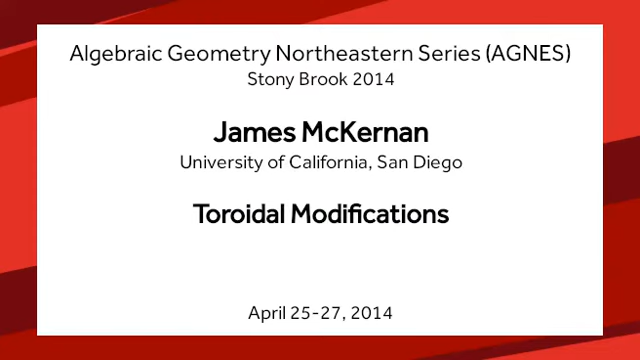 Algebraic Geometry Northeastern Series (AGNES)
Stony Brook 2014
James McKernan
University of California, San Diego
Toroidal Modifications
April 25-27, 2014